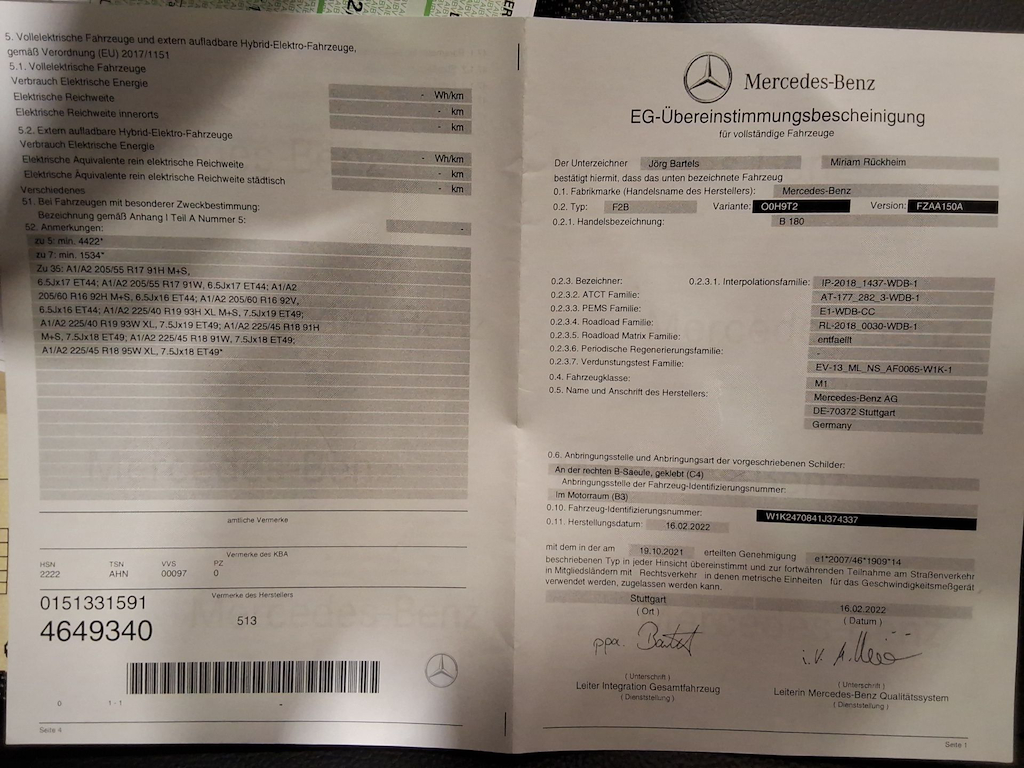 5. Vollelektrische Fahrzeuge und extern aufladbare Hybrid-Elektro-Fahrzeuge,
gemäß Verordnung (EU) 2017/1151
5.1. Vollelektrische Fahrzeuge
Verbrauch Elektrische Energie - Wh/km
Elektrische Reichweite - km
Elektrische Reichweite innerorts - km
5.2. Extern aufladbare Hybrid-Elektro-Fahrzeuge
Verbrauch Elektrische Energie - Wh/km
Elektrische Äquivalente rein elektrische Reichweite - km
Elektrische Äquivalente rein elektrische Reichweite städtisch - km
Verschiedenes
51. Bei Fahrzeugen mit besonderer Zweckbestimmung:
Bezeichnung gemäß Anhang I Teil A Nummer 5: -
52. Anmerkungen:
zu 5: min. 4422*
zu 7: min. 1534*
Zu 35: A1/A2 205/55 R17 91H M+S,
6.5Jx17 ET44; A1/A2 205/55 R17 91W, 6.5Jx17 ET44; A1/A2
205/60 R16 92H M+S, 6.5Jx16 ET44; A1/A2 205/60 R16 92V,
6.5Jx16 ET44; A1/A2 225/40 R19 93H XL M+S, 7.5Jx19 ET49;
A1/A2 225/40 R19 93W XL, 7.5Jx19 ET49; A1/A2 225/45 R18 91H
M+S, 7.5Jx18 ET49; A1/A2 225/45 R18 91W, 7.5Jx18 ET49;
A1/A2 225/45 R18 95W XL, 7.5Jx18 ET49*
amtliche Vermerke
Vermerke des KBA
HSN TSN VVS PZ
2222 AHN 00097 0
Vermerke des Herstellers
0151331591
4649340 513
0 1 - 1 -
Seite 4
Mercedes-Benz
EG-Übereinstimmungsbescheinigung
für vollständige Fahrzeuge
Der Unterzeichner Jörg Bartels Miriam Rückheim
bestätigt hiermit, dass das unten bezeichnete Fahrzeug
0.1. Fabrikmarke (Handelsname des Herstellers): Mercedes-Benz
0.2. Typ: F2B Variante: O0H9T2 Version: FZAA150A
0.2.1. Handelsbezeichnung: B 180
0.2.3. Bezeichner: 0.2.3.1. Interpolationsfamilie: IP-2018_1437-WDB-1
0.2.3.2. ATCT Familie: AT-177_282_3-WDB-1
0.2.3.3. PEMS Familie: E1-WDB-CC
0.2.3.4. Roadload Familie: RL-2018_0030-WDB-1
0.2.3.5. Roadload Matrix Familie: entfaellt
0.2.3.6. Periodische Regenerierungsfamilie: -
0.2.3.7. Verdunstungstest Familie: EV-13_ML_NS_AF0065-W1K-1
0.4. Fahrzeugklasse: M1
0.5. Name und Anschrift des Herstellers: Mercedes-Benz AG
DE-70372 Stuttgart
Germany
0.6. Anbringungsstelle und Anbringungsart der vorgeschriebenen Schilder:
An der rechten B-Saeule, geklebt (C4)
Anbringungsstelle der Fahrzeug-Identifizierungsnummer:
Im Motorraum (B3)
0.10. Fahrzeug-Identifizierungsnummer: W1K2470841J374337
0.11. Herstellungsdatum: 16.02.2022
mit dem in der am 19.10.2021 erteilten Genehmigung e1*2007/46*1909*14
beschriebenen Typ in jeder Hinsicht übereinstimmt und zur fortwährenden Teilnahme am Straßenverkehr
in Mitgliedsländern mit Rechtsverkehr in denen metrische Einheiten für das Geschwindigkeitsmeßgerät
verwendet werden, zugelassen werden kann.
Stuttgart 16.02.2022
( Ort ) ( Datum )
ppa.
i.V.
( Unterschrift ) ( Unterschrift )
Leiter Integration Gesamtfahrzeug Leiterin Mercedes-Benz Qualitätssystem
( Dienststellung ) ( Dienststellung )
Seite 1